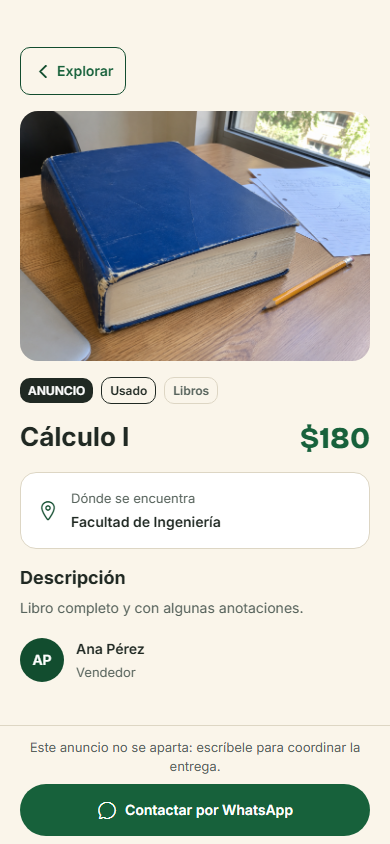 Explorar
ANUNCIO Usado Libros
Cálculo I $180
Dónde se encuentra
Facultad de Ingeniería
Descripción
Libro completo y con algunas anotaciones.
AP
Ana Pérez
Vendedor
Este anuncio no se aparta: escríbele para coordinar la
entrega.
Contactar por WhatsApp